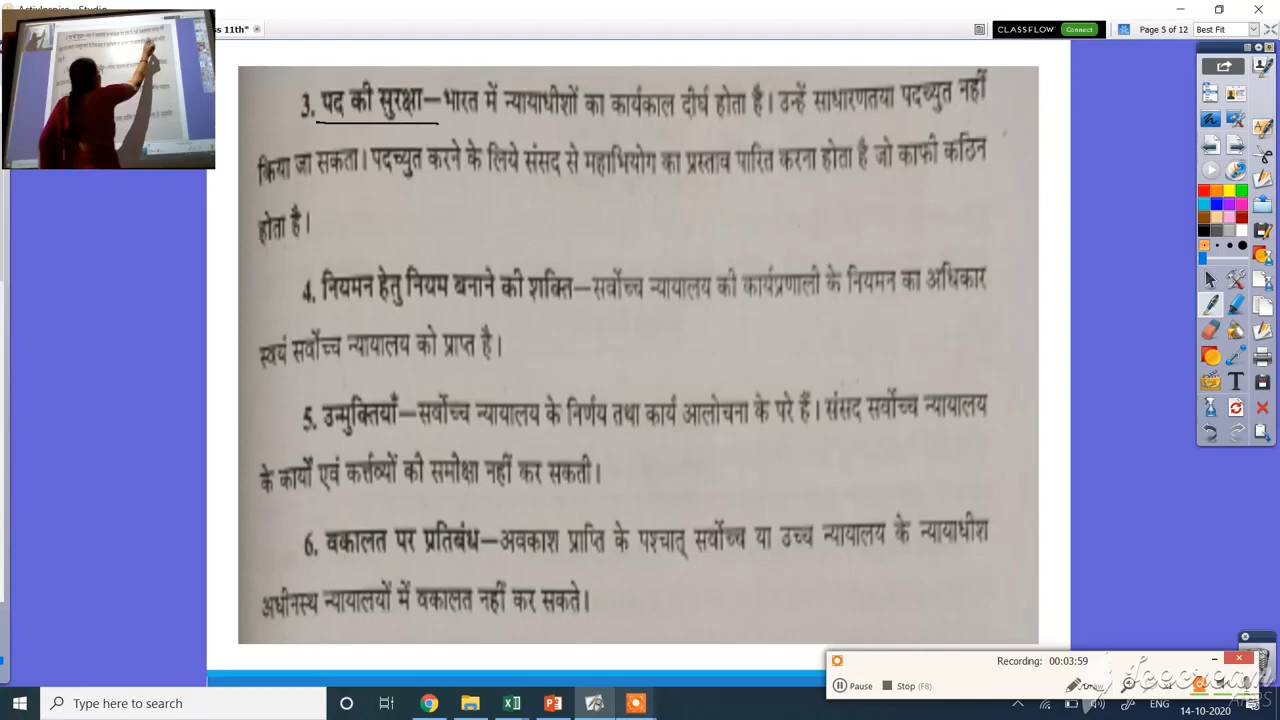 ss 11th*
CLASSFLOW
Connect
Page 5 of 12
3. पद की सुरक्षा–भारत में न्यायाधीशों का कार्यकाल दीर्घ होता है। उन्हें साधारणतया पदच्युत नहीं
किया जा सकता। पदच्युत करने के लिये संसद से महाभियोग का प्रस्ताव पारित करना होता है जो काफी कठिन
होता है।
4. नियमन हेतु नियम बनाने की शक्ति–सर्वोच्च न्यायालय की कार्यप्रणाली के नियमन का अधिकार
स्वयं सर्वोच्च न्यायालय को प्राप्त है।
5. उन्मुक्तियाँ–सर्वोच्च न्यायालय के निर्णय तथा कार्य आलोचना के परे हैं। संसद सर्वोच्च न्यायालय
के कार्यों एवं कर्त्तव्यों की समीक्षा नहीं कर सकती।
6. वकालत पर प्रतिबंध–अवकाश प्राप्ति के पश्चात् सर्वोच्च या उच्च न्यायालय के न्यायाधीश
अधीनस्थ न्यायालयों में वकालत नहीं कर सकते।
Recording: 00:03:59
Pause Stop (F8) Draw
Type here to search
ENG
14-10-2020